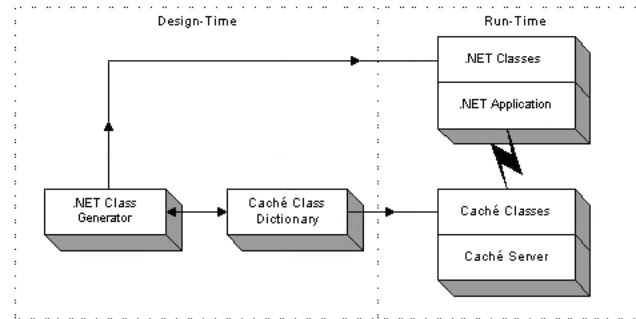 Design-Time
Run-Time
.NET Classes
.NET Application
.NET Class
Generator
Caché Class
Dictionary
Caché Classes
Caché Server